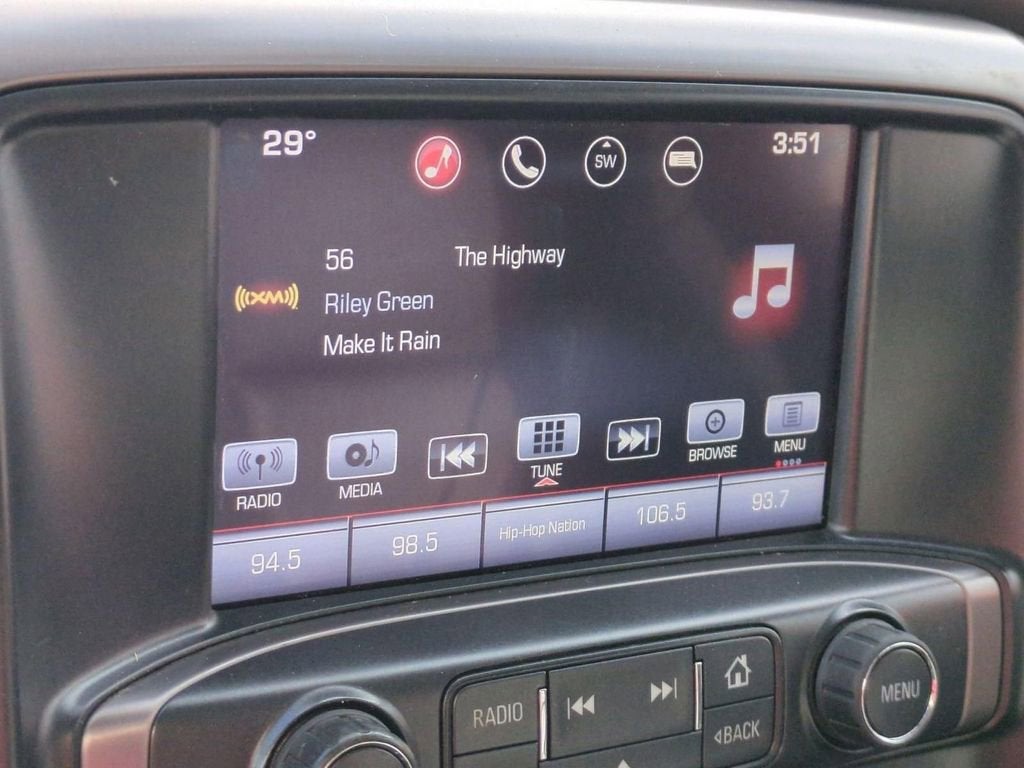 29°
SW
3:51
56
The Highway
((XM))
Riley Green
Make It Rain
RADIO
MEDIA
TUNE
BROWSE
MENU
94.5
98.5
Hip-Hop Nation
106.5
93.7
RADIO
MENU
BACK